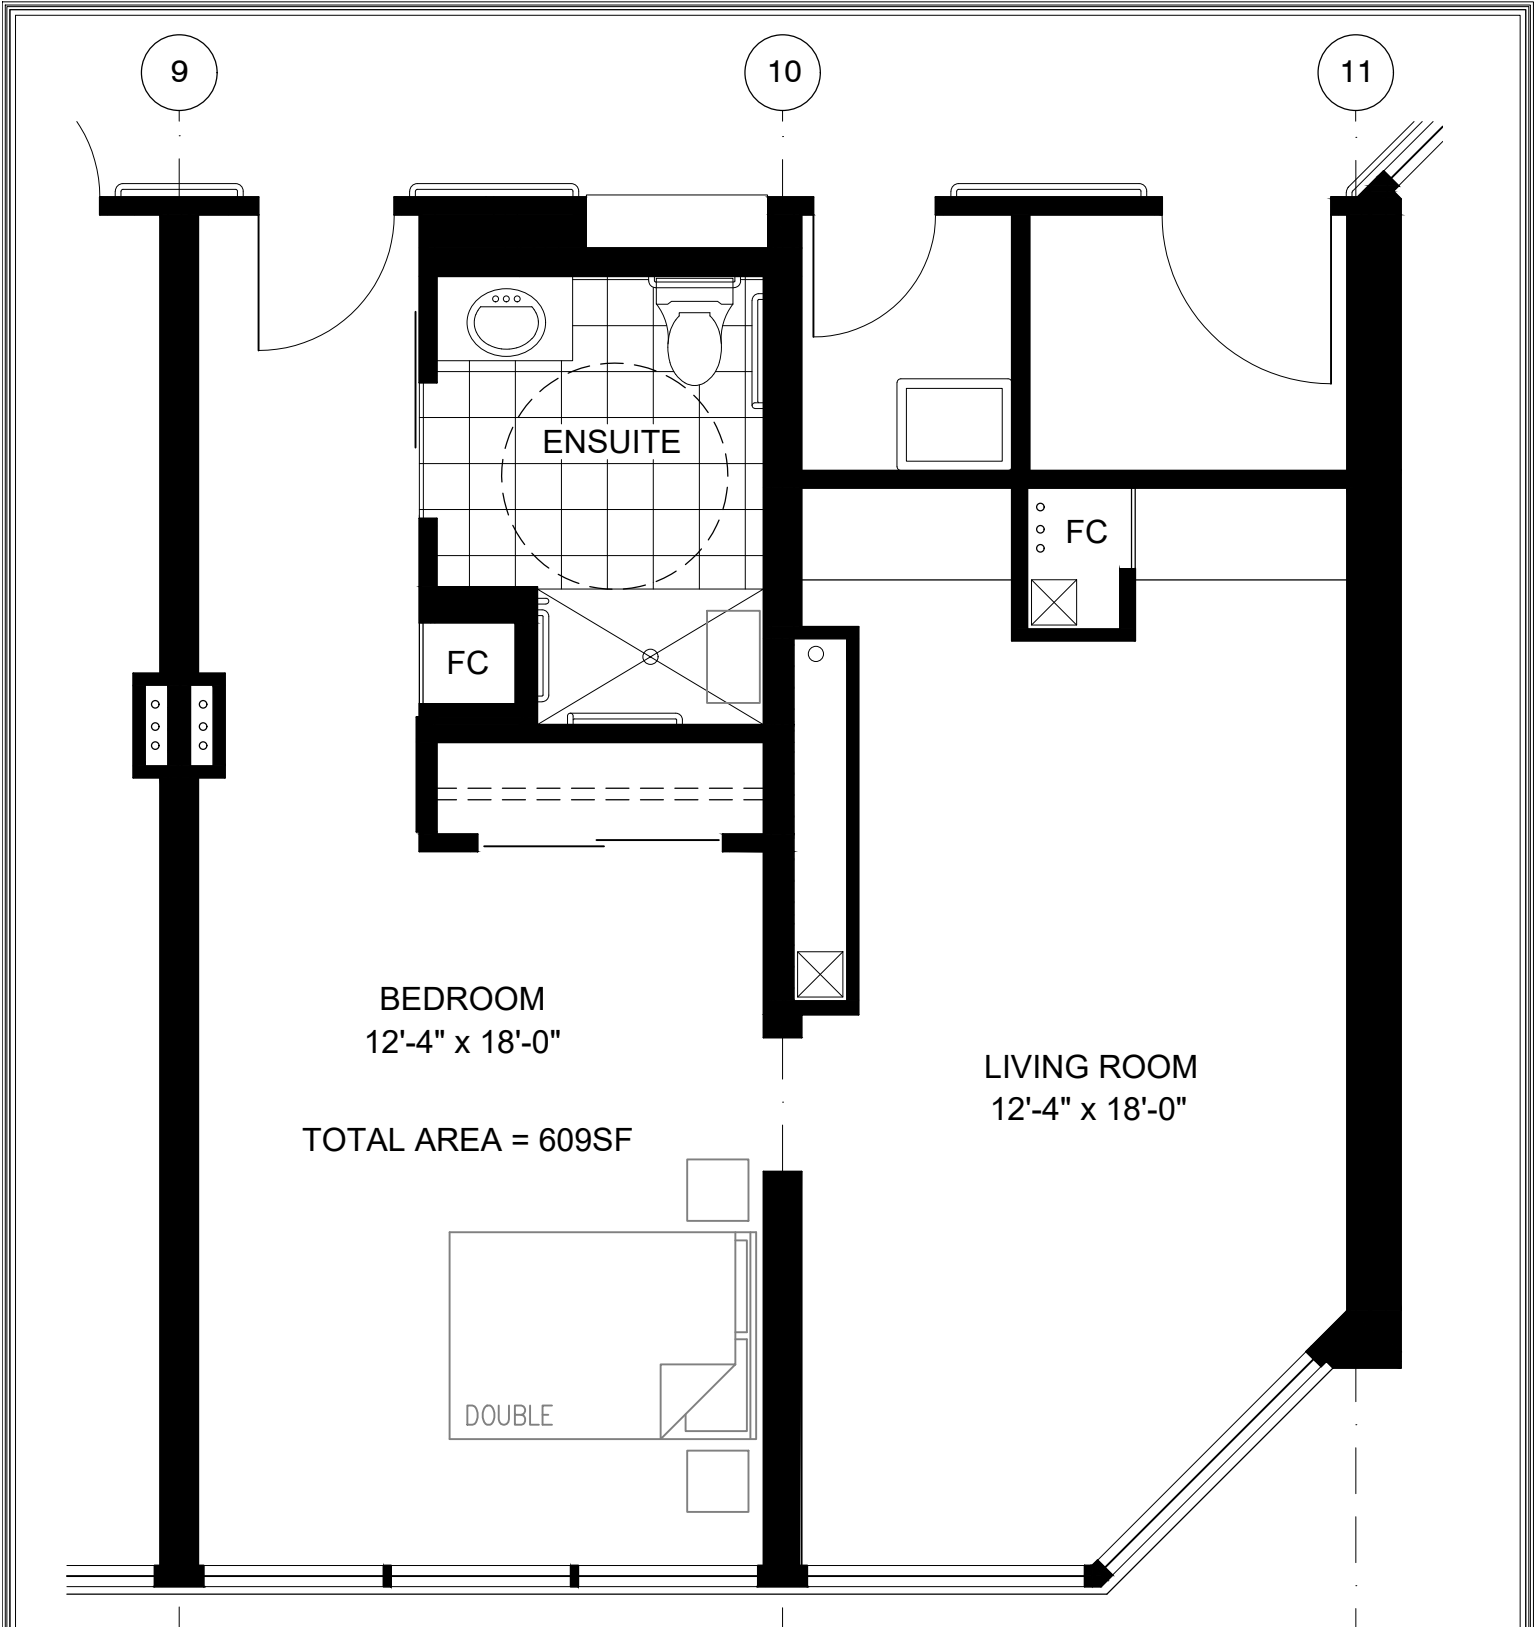 9
10
11
ENSUITE
FC
FC
BEDROOM
12'-4" x 18'-0"
LIVING ROOM
12'-4" x 18'-0"
TOTAL AREA = 609SF
DOUBLE